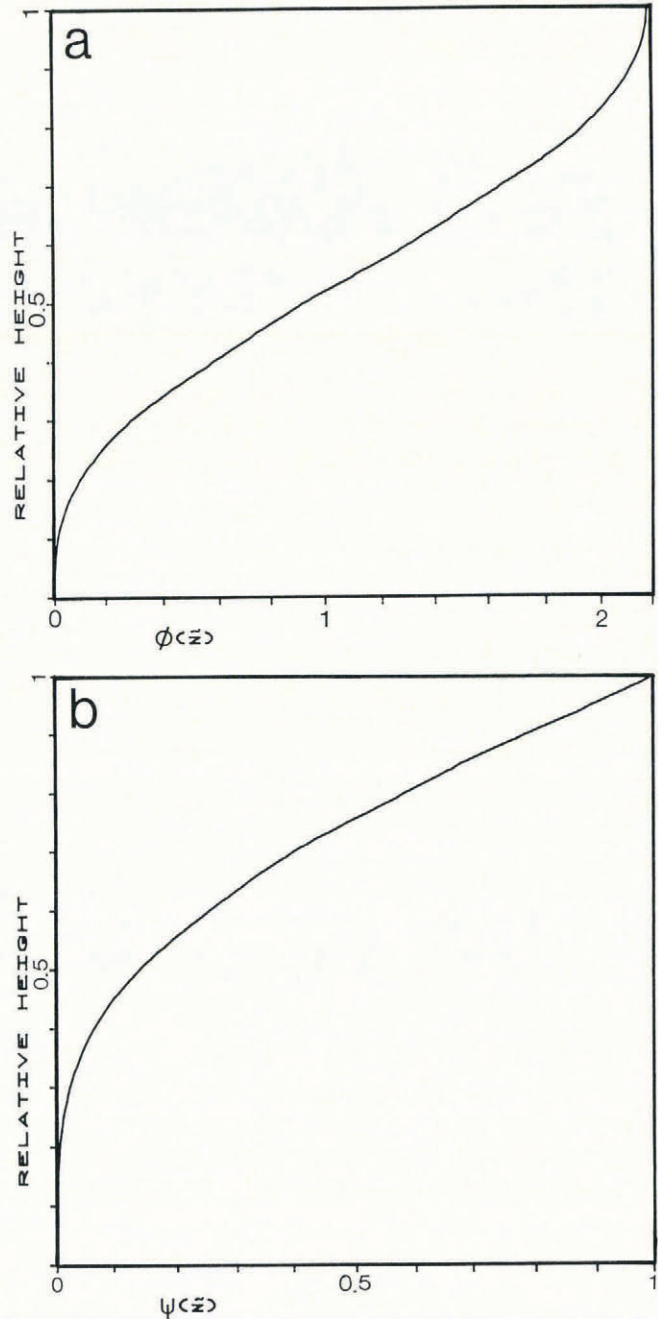 a
1
0.5
RELATIVE HEIGHT
0 1 2
φ(z̃)
b
1
0.5
RELATIVE HEIGHT
0 0.5 1
ψ(z̃)